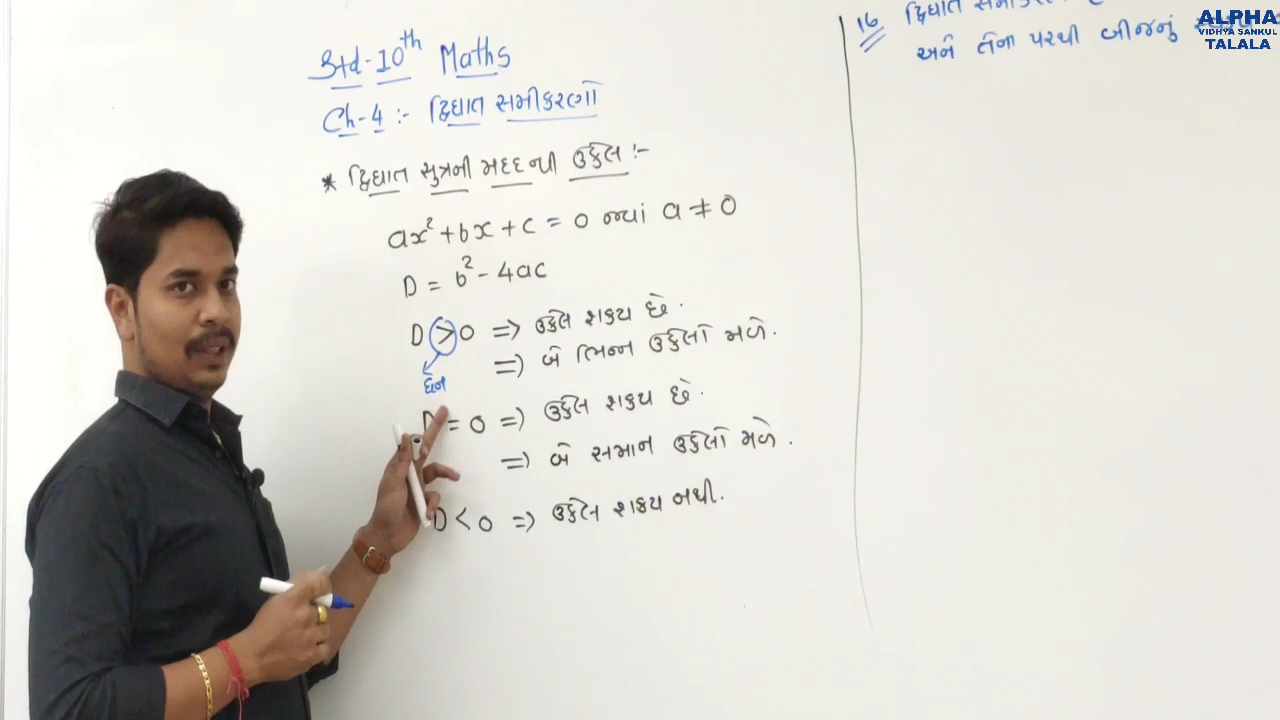 Std-10th Maths
Ch-4 :- દ્વિઘાત સમીકરણો
* દ્વિઘાત સુત્રની મદદથી ઉકેલ :-
ax² + bx + c = 0 જ્યાં a ≠ 0
D = b² - 4ac
D > 0 => ઉકેલ શક્ય છે.
=> બે ભિન્ન ઉકેલો મળે.
ધન
D = 0 => ઉકેલ શક્ય છે.
=> બે સમાન ઉકેલો મળે.
D < 0 => ઉકેલ શક્ય નથી.
16 દ્વિઘાત
અને તેના પરથી બીજનું
ALPHA
VIDHYA SANKUL
TALALA